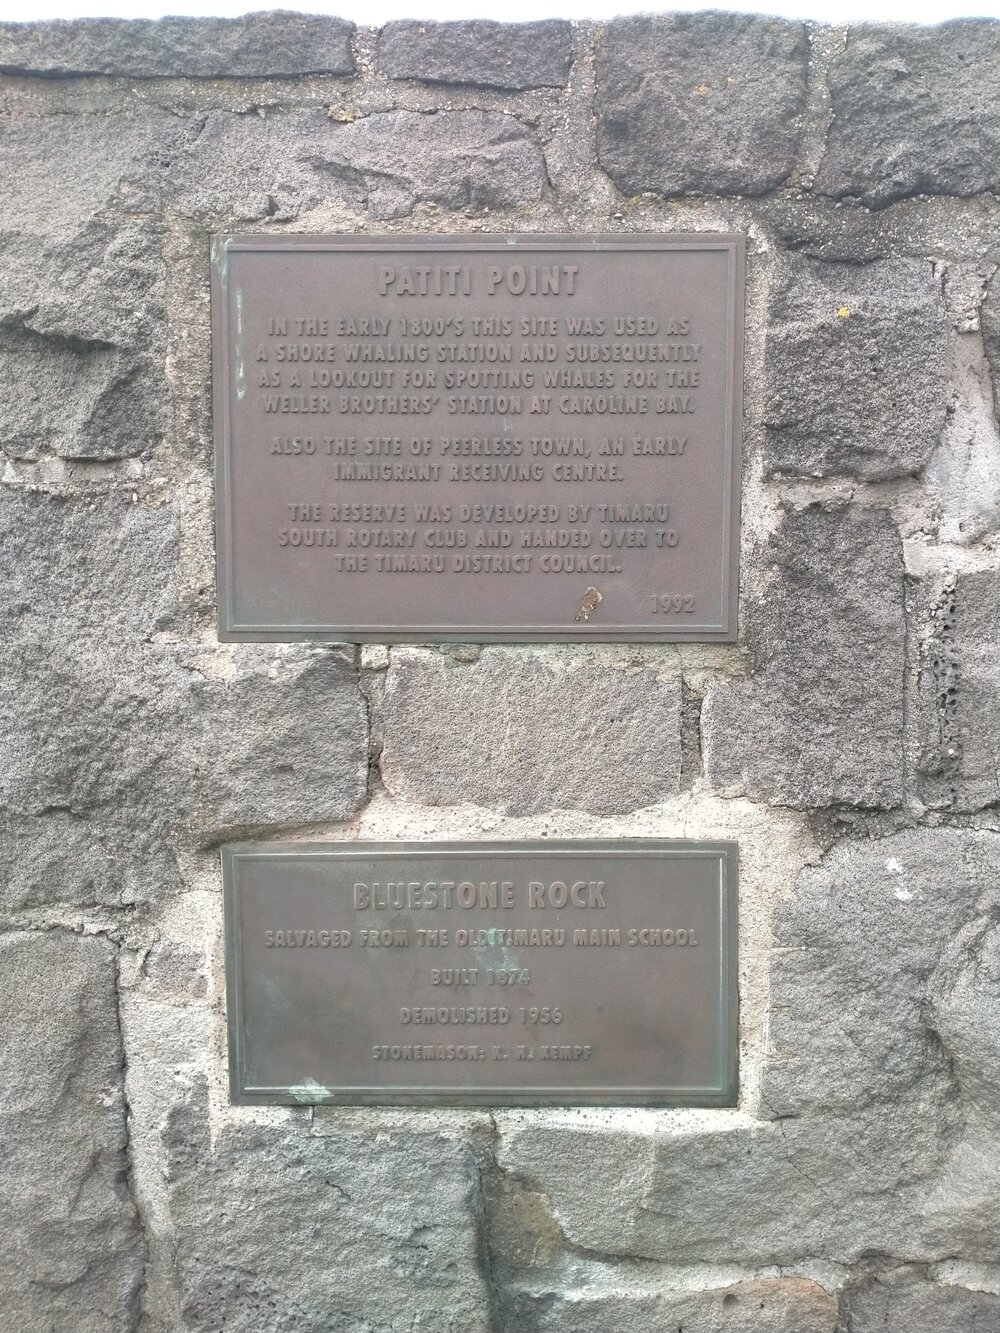 PATITI POINT
IN THE EARLY 1800'S THIS SITE WAS USED AS
A SHORE WHALING STATION AND SUBSEQUENTLY
AS A LOOKOUT FOR SPOTTING WHALES FOR THE
WELLER BROTHERS' STATION AT CAROLINE BAY.
ALSO THE SITE OF PEERLESS TOWN, AN EARLY
IMMIGRANT RECEIVING CENTRE.
THE RESERVE WAS DEVELOPED BY TIMARU
SOUTH ROTARY CLUB AND HANDED OVER TO
THE TIMARU DISTRICT COUNCIL.
1992
BLUESTONE ROCK
SALVAGED FROM THE OLD TIMARU MAIN SCHOOL
BUILT 1874
DEMOLISHED 1956
STONEMASON: K. KEMPF